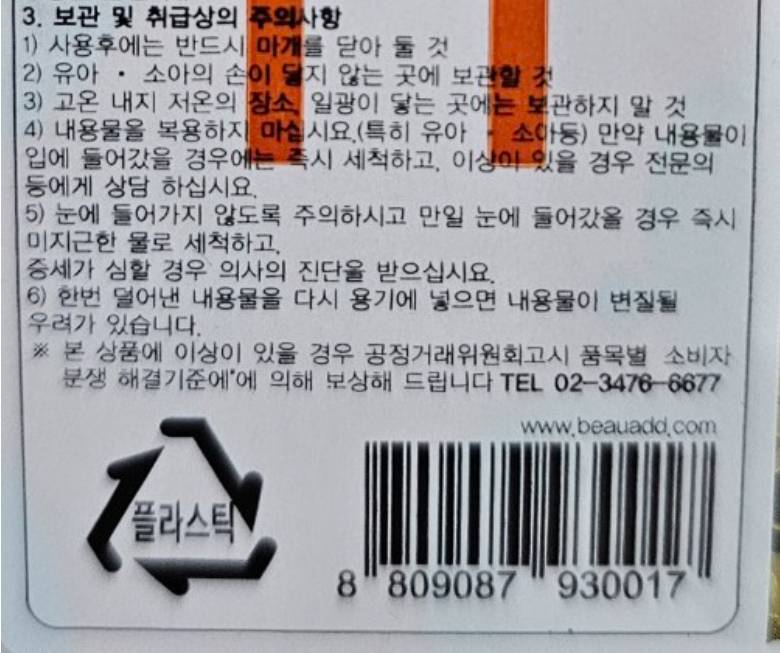 3. 보관 및 취급상의 주의사항
1) 사용후에는 반드시 마개를 닫아 둘 것
2) 유아 · 소아의 손이 닿지 않는 곳에 보관할 것
3) 고온 내지 저온의 장소, 일광이 닿는 곳에는 보관하지 말 것
4) 내용물을 복용하지 마십시요.(특히 유아 · 소아등) 만약 내용물이
입에 들어갔을 경우에는 즉시 세척하고, 이상이 있을 경우 전문의
등에게 상담 하십시요.
5) 눈에 들어가지 않도록 주의하시고 만일 눈에 들어갔을 경우 즉시
미지근한 물로 세척하고,
증세가 심할 경우 의사의 진단을 받으십시요.
6) 한번 덜어낸 내용물을 다시 용기에 넣으면 내용물이 변질될
우려가 있습니다.
※ 본 상품에 이상이 있을 경우 공정거래위원회고시 품목별 소비자
분쟁 해결기준에"에 의해 보상해 드립니다 TEL 02-3476-6677
www.beauadd.com
플라스틱
8 809087 930017